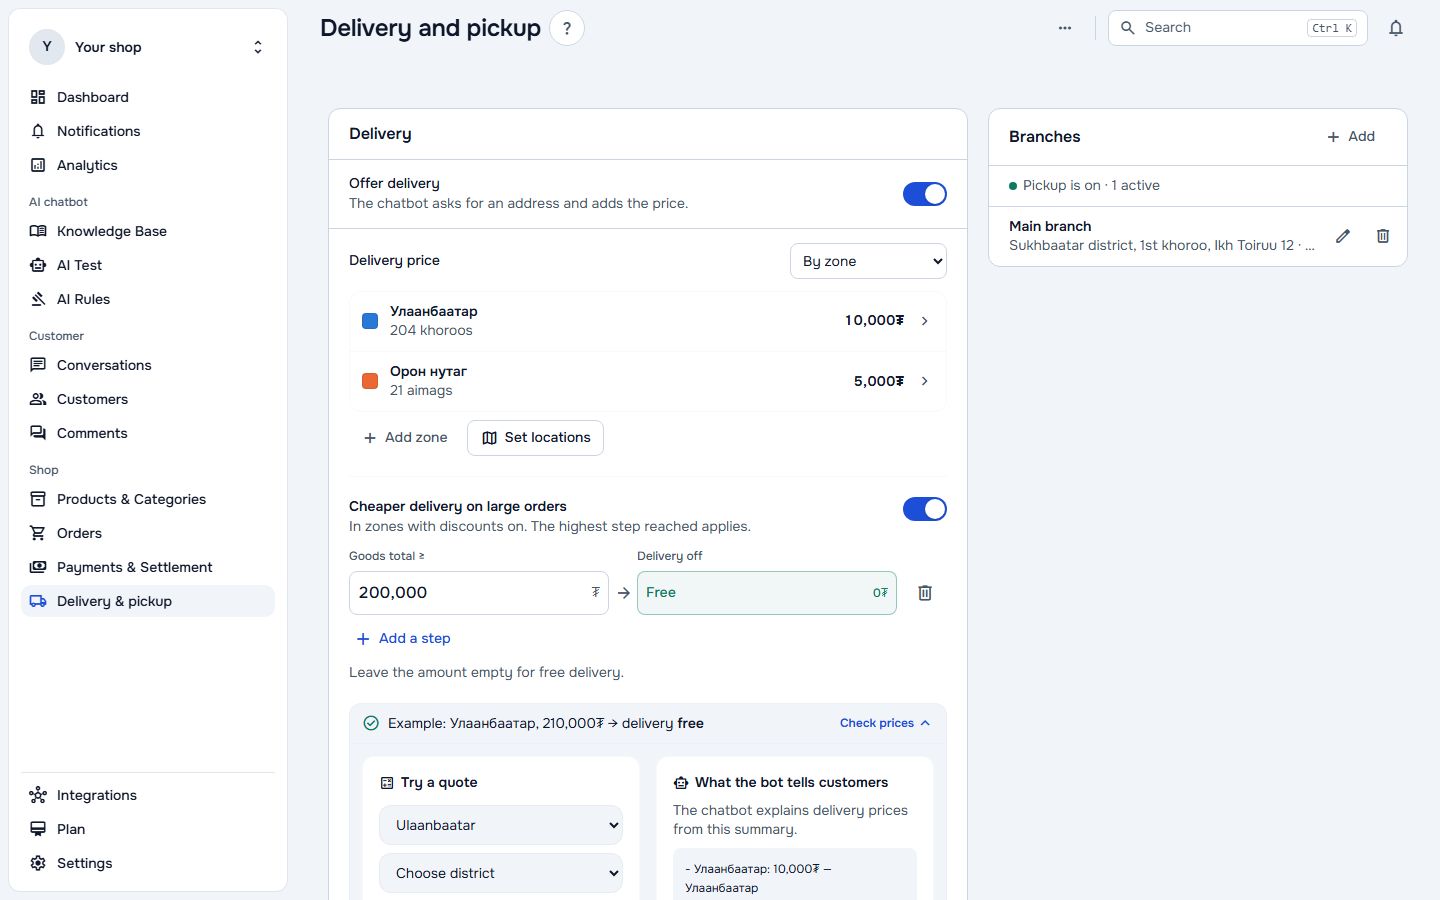 Y
Your shop
Dashboard
Notifications
Analytics
AI chatbot
Knowledge Base
AI Test
AI Rules
Customer
Conversations
Customers
Comments
Shop
Products & Categories
Orders
Payments & Settlement
Delivery & pickup
Integrations
Plan
Settings
Delivery and pickup
?
Search
Ctrl K
Delivery
Offer delivery
The chatbot asks for an address and adds the price.
Delivery price
By zone
Улаанбаатар
204 khoroos
10,000₮
Орон нутаг
21 aimags
5,000₮
Add zone
Set locations
Cheaper delivery on large orders
In zones with discounts on. The highest step reached applies.
Goods total ≥
Delivery off
200,000 ₮
→
Free 0₮
Add a step
Leave the amount empty for free delivery.
Example: Улаанбаатар, 210,000₮ → delivery free
Check prices
Try a quote
Ulaanbaatar
Choose district
What the bot tells customers
The chatbot explains delivery prices
from this summary.
- Улаанбаатар: 10,000₮ —
Улаанбаатар
Branches
Add
Pickup is on · 1 active
Main branch
Sukhbaatar district, 1st khoroo, Ikh Toiruu 12 · ...